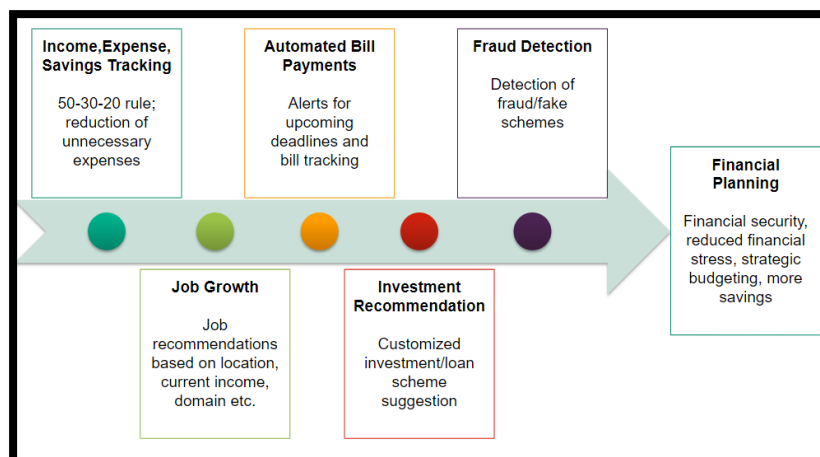 Income,Expense,
Savings Tracking
50-30-20 rule;
reduction of
unnecessary
expenses
Automated Bill
Payments
Alerts for
upcoming
deadlines and
bill tracking
Fraud Detection
Detection of
fraud/fake
schemes
Financial
Planning
Financial security,
reduced financial
stress, strategic
budgeting, more
savings
Job Growth
Job
recommendations
based on location,
current income,
domain etc.
Investment
Recommendation
Customized
investment/loan
scheme
suggestion